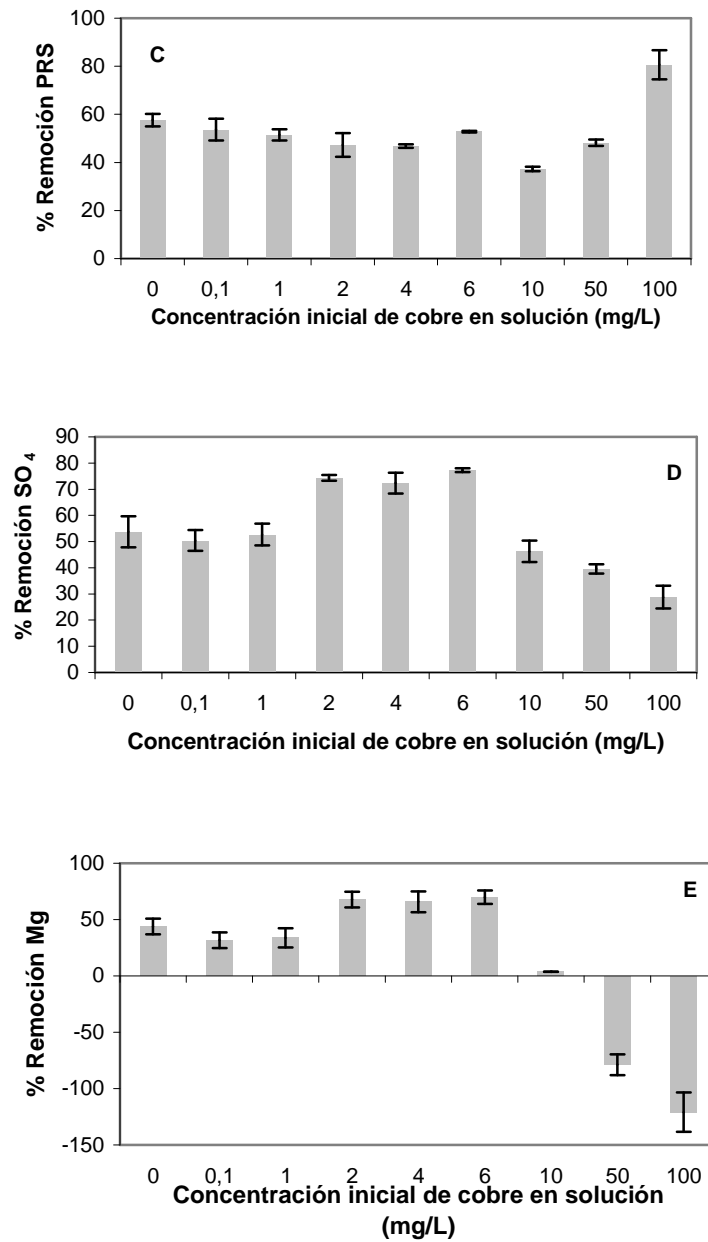 C
% Remoción PRS
100
80
60
40
20
0
0 0,1 1 2 4 6 10 50 100
Concentración inicial de cobre en solución (mg/L)
D
% Remoción SO4
90
80
70
60
50
40
30
20
10
0
0 0,1 1 2 4 6 10 50 100
Concentración inicial de cobre en solución (mg/L)
E
% Remoción Mg
100
50
0
-50
-100
-150
0 0,1 1 2 4 6 10 50 100
Concentración inicial de cobre en solución
(mg/L)